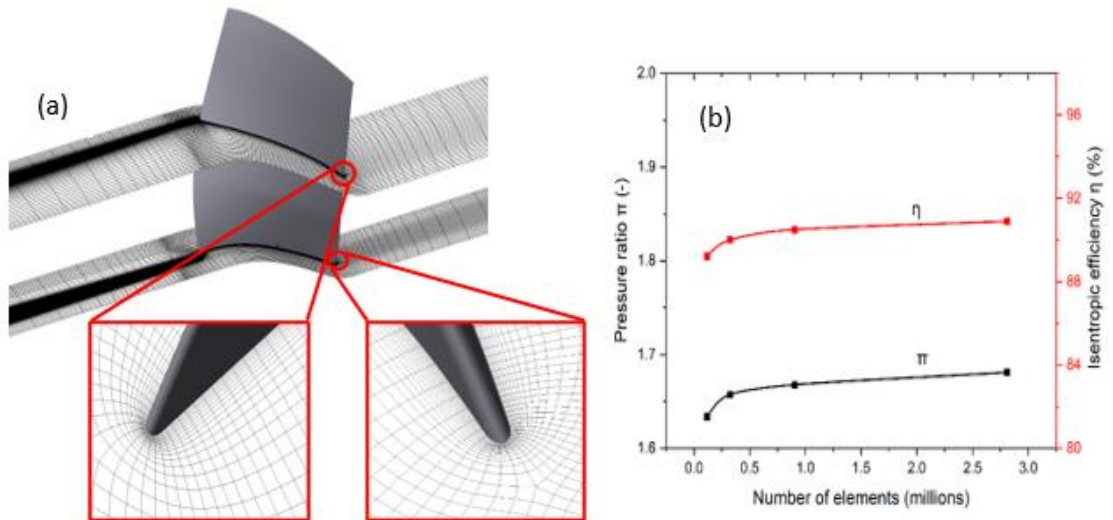 (a)
(b)
2.0
1.9
1.8
1.7
1.6
Pressure ratio π (-)
96
92
88
84
80
Isentropic efficiency η (%)
η
π
0.0 0.5 1.0 1.5 2.0 2.5 3.0
Number of elements (millions)